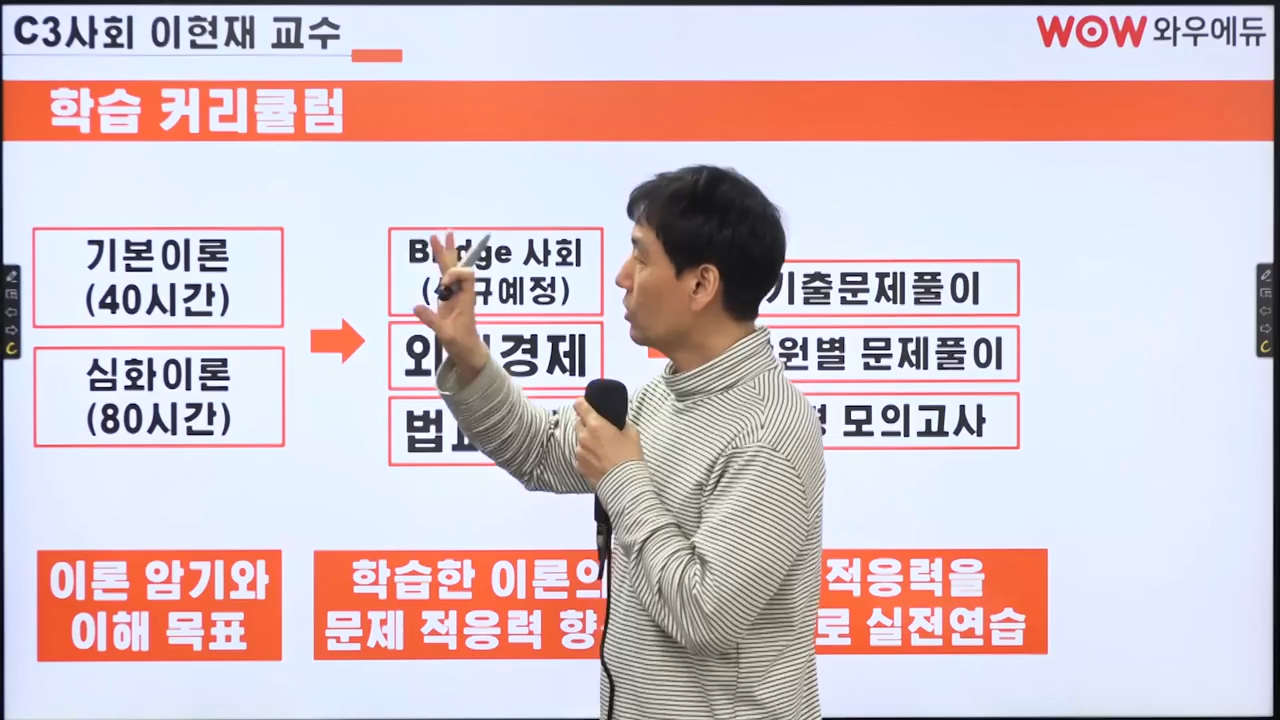 C3사회 이현재 교수
WOW 와우에듀
학습 커리큘럼
기본이론
(40시간)
심화이론
(80시간)
사회
예정)
경제
기출문제풀이
문제풀이
모의고사
이론 암기와
이해 목표
학습한 이론의
문제 적응력
적응력을
실전연습